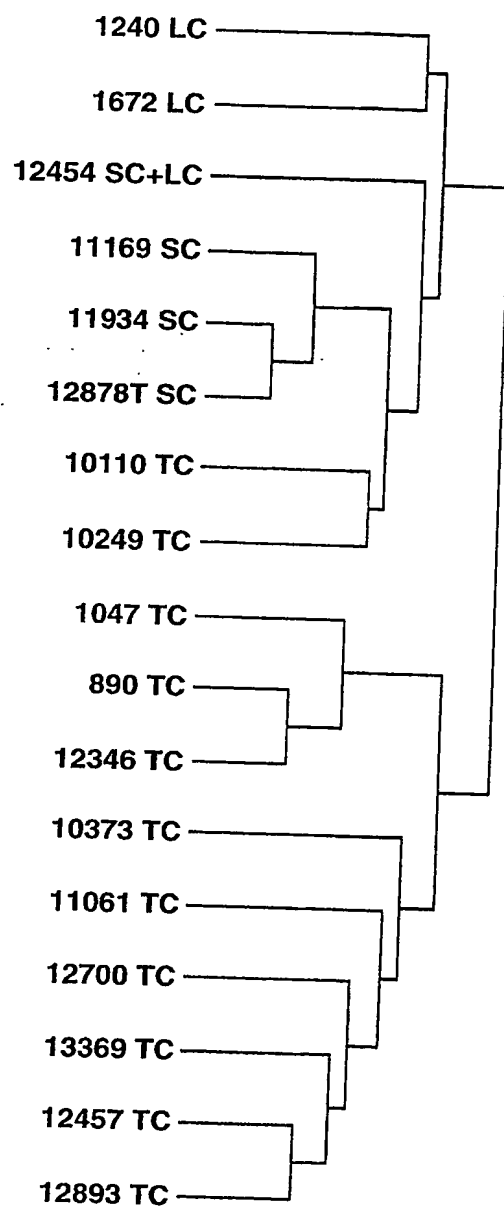 1240 LC
1672 LC
12454 SC+LC
11169 SC
11934 SC
12878T SC
10110 TC
10249 TC
1047 TC
890 TC
12346 TC
10373 TC
11061 TC
12700 TC
13369 TC
12457 TC
12893 TC